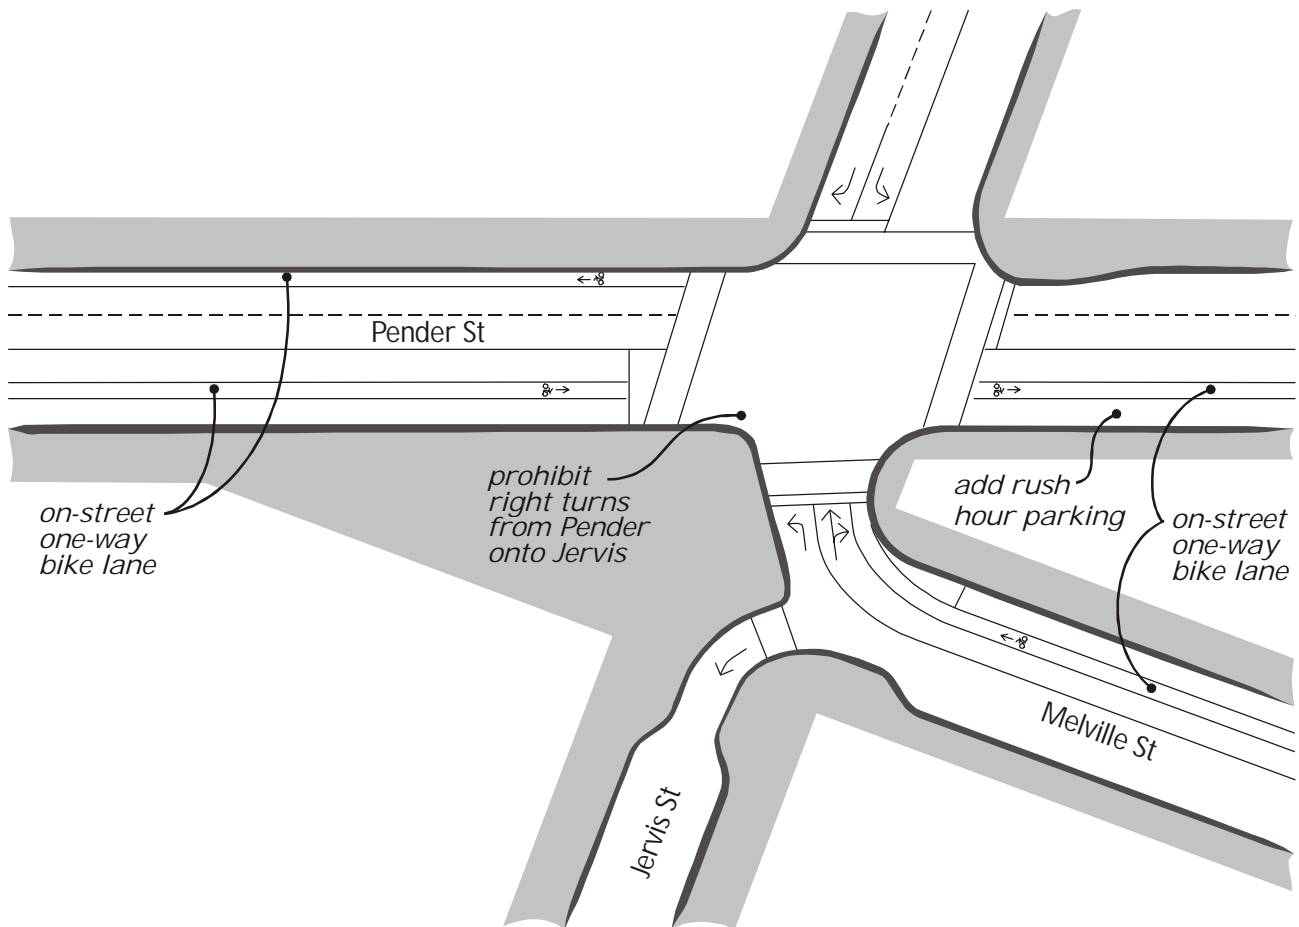 Pender St
on-street
one-way
bike lane
prohibit
right turns
from Pender
onto Jervis
add rush
hour parking
on-street
one-way
bike lane
Melville St
Jervis St